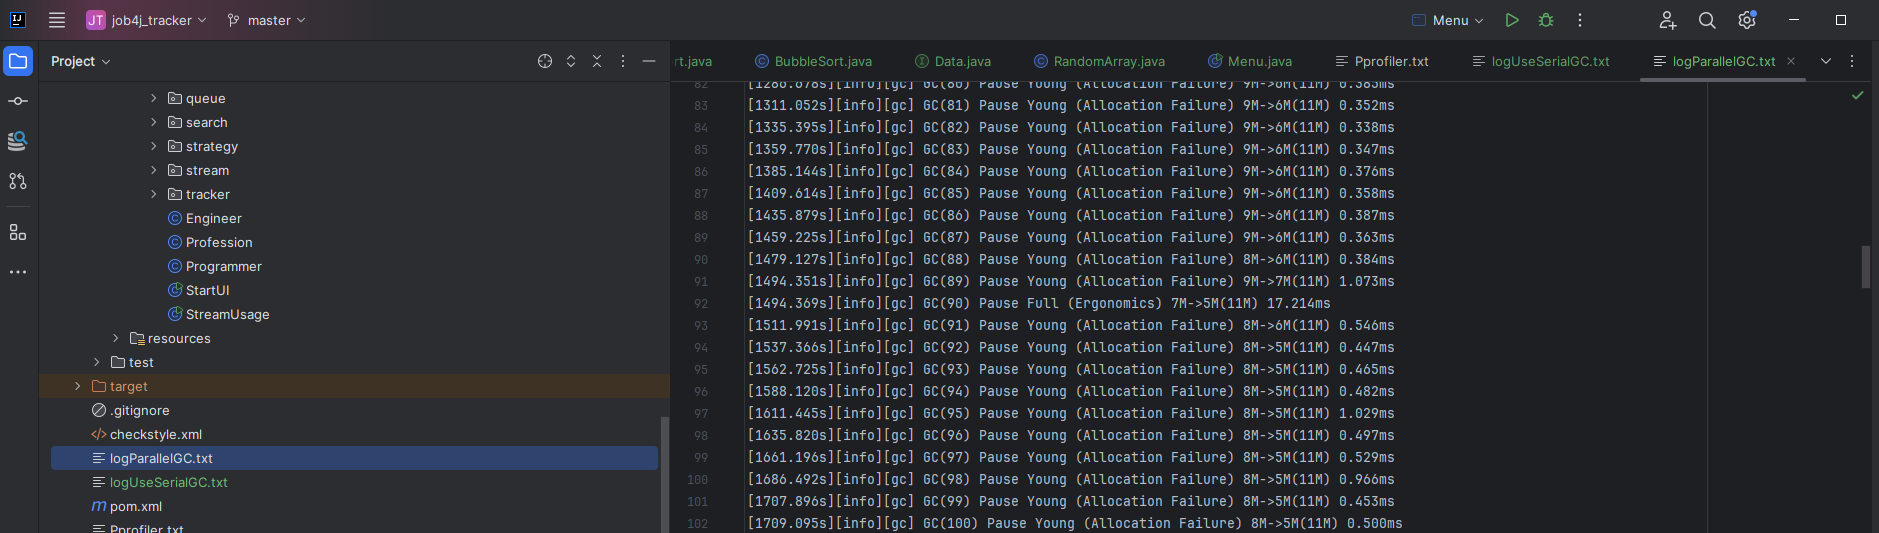 JT job4j_tracker master Menu
Project
rt.java BubbleSort.java Data.java RandomArray.java Menu.java Pprofiler.txt logUseSerialGC.txt logParallelGC.txt
queue
search
strategy
stream
tracker
Engineer
Profession
Programmer
StartUI
StreamUsage
resources
test
target
.gitignore
checkstyle.xml
logParallelGC.txt
logUseSerialGC.txt
pom.xml
Pprofiler.txt
82 [1286.678s][info][gc] GC(80) Pause Young (Allocation Failure) 9M->6M(11M) 0.383ms
83 [1311.052s][info][gc] GC(81) Pause Young (Allocation Failure) 9M->6M(11M) 0.352ms
84 [1335.395s][info][gc] GC(82) Pause Young (Allocation Failure) 9M->6M(11M) 0.338ms
85 [1359.770s][info][gc] GC(83) Pause Young (Allocation Failure) 9M->6M(11M) 0.347ms
86 [1385.144s][info][gc] GC(84) Pause Young (Allocation Failure) 9M->6M(11M) 0.376ms
87 [1409.614s][info][gc] GC(85) Pause Young (Allocation Failure) 9M->6M(11M) 0.358ms
88 [1435.879s][info][gc] GC(86) Pause Young (Allocation Failure) 9M->6M(11M) 0.387ms
89 [1459.225s][info][gc] GC(87) Pause Young (Allocation Failure) 9M->6M(11M) 0.363ms
90 [1479.127s][info][gc] GC(88) Pause Young (Allocation Failure) 8M->6M(11M) 0.384ms
91 [1494.351s][info][gc] GC(89) Pause Young (Allocation Failure) 9M->7M(11M) 1.073ms
92 [1494.369s][info][gc] GC(90) Pause Full (Ergonomics) 7M->5M(11M) 17.214ms
93 [1511.991s][info][gc] GC(91) Pause Young (Allocation Failure) 8M->6M(11M) 0.546ms
94 [1537.366s][info][gc] GC(92) Pause Young (Allocation Failure) 8M->5M(11M) 0.447ms
95 [1562.725s][info][gc] GC(93) Pause Young (Allocation Failure) 8M->5M(11M) 0.465ms
96 [1588.120s][info][gc] GC(94) Pause Young (Allocation Failure) 8M->5M(11M) 0.482ms
97 [1611.445s][info][gc] GC(95) Pause Young (Allocation Failure) 8M->5M(11M) 1.029ms
98 [1635.820s][info][gc] GC(96) Pause Young (Allocation Failure) 8M->5M(11M) 0.497ms
99 [1661.196s][info][gc] GC(97) Pause Young (Allocation Failure) 8M->5M(11M) 0.529ms
100 [1686.492s][info][gc] GC(98) Pause Young (Allocation Failure) 8M->5M(11M) 0.966ms
101 [1707.896s][info][gc] GC(99) Pause Young (Allocation Failure) 8M->5M(11M) 0.453ms
102 [1709.095s][info][gc] GC(100) Pause Young (Allocation Failure) 8M->5M(11M) 0.500ms